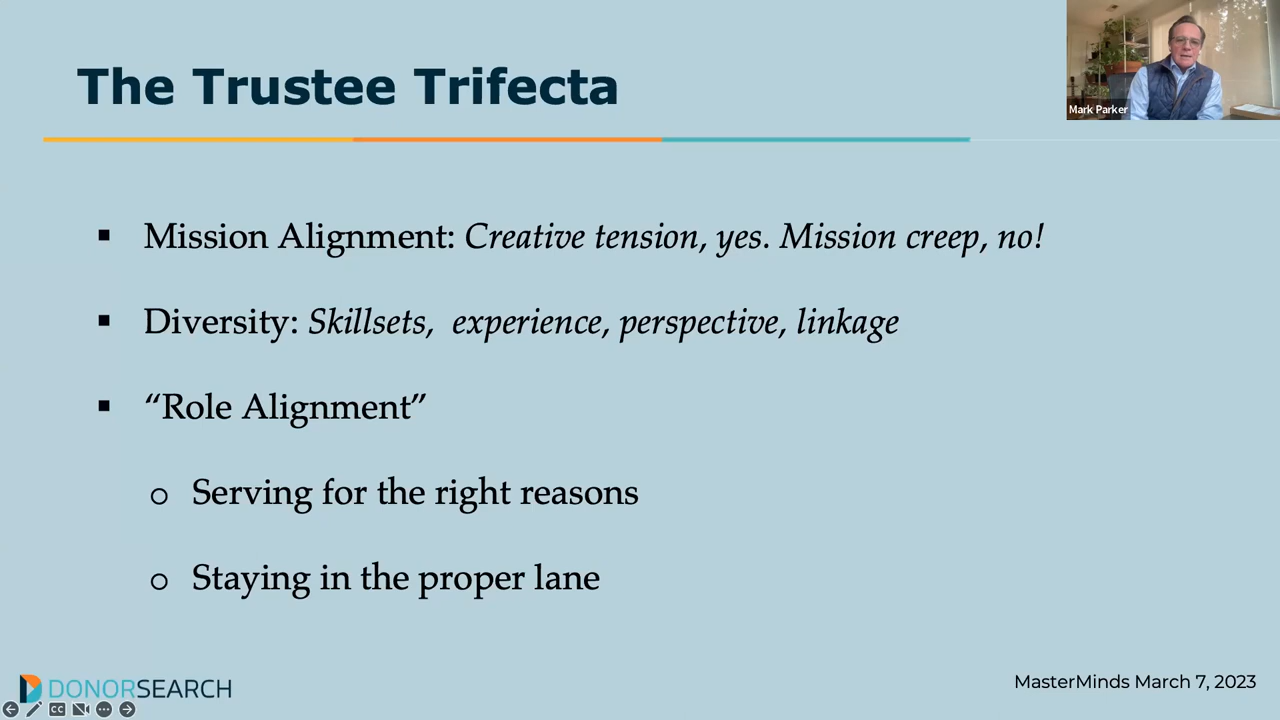 The Trustee Trifecta
Mark Parker
▪ Mission Alignment: Creative tension, yes. Mission creep, no!
▪ Diversity: Skillsets,  experience, perspective, linkage
▪ “Role Alignment”
o Serving for the right reasons
o Staying in the proper lane
DONORSEARCH
MasterMinds March 7, 2023
CC